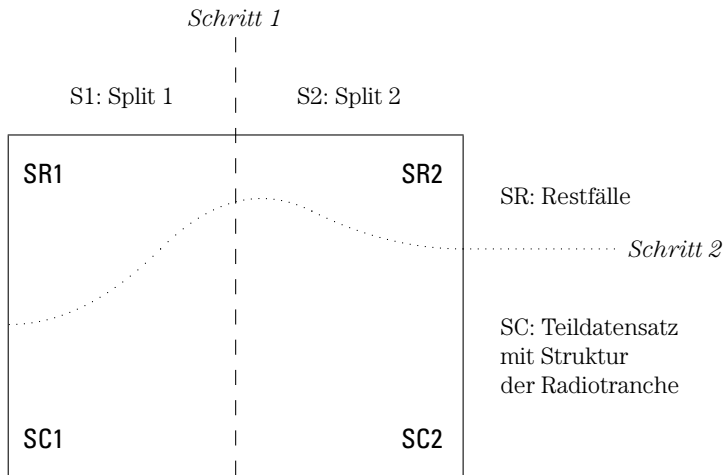 Schritt 1
S1: Split 1
S2: Split 2
SR1
SR2
SR: Restfälle
Schritt 2
SC: Teildatensatz
mit Struktur
der Radiotranche
SC1
SC2